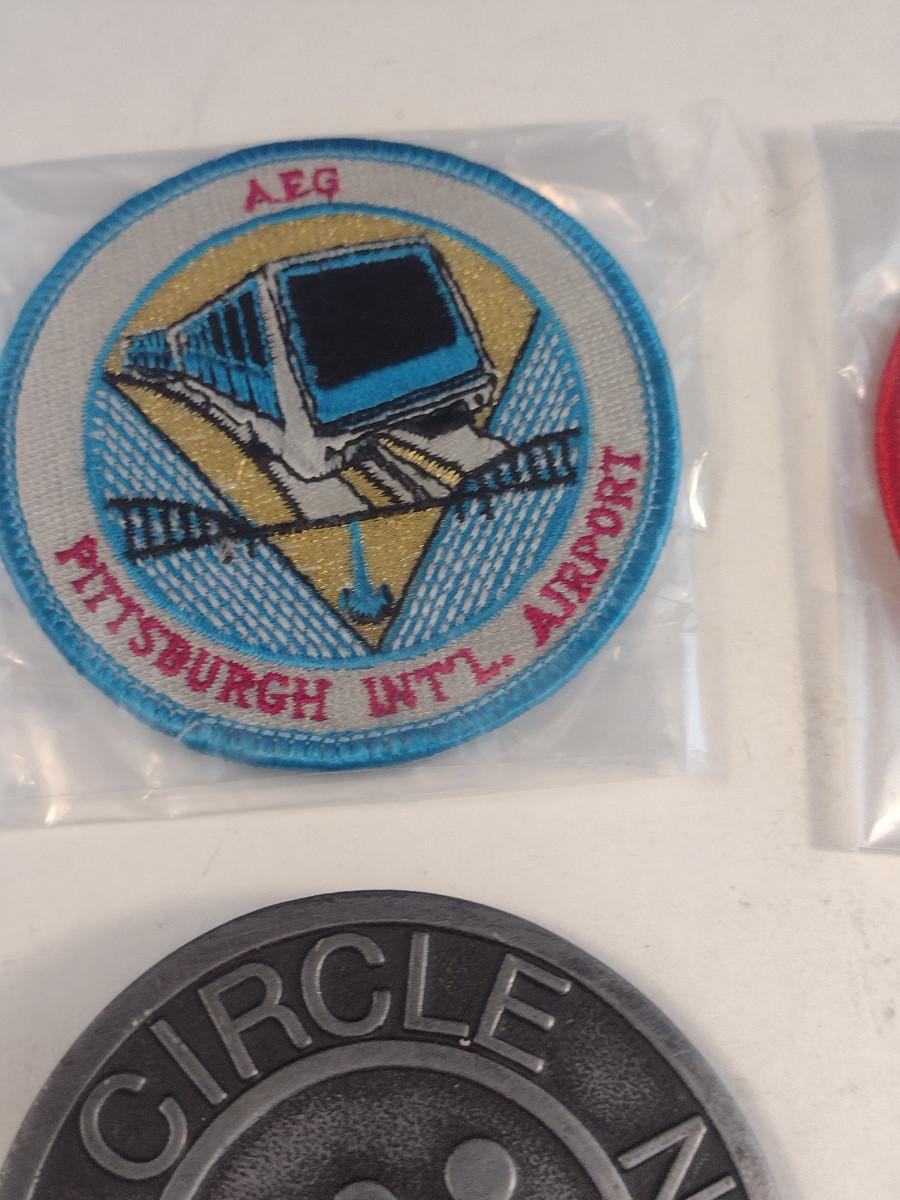 AEG
PITTSBURGH INT'L. AIRPORT
CIRCLE N